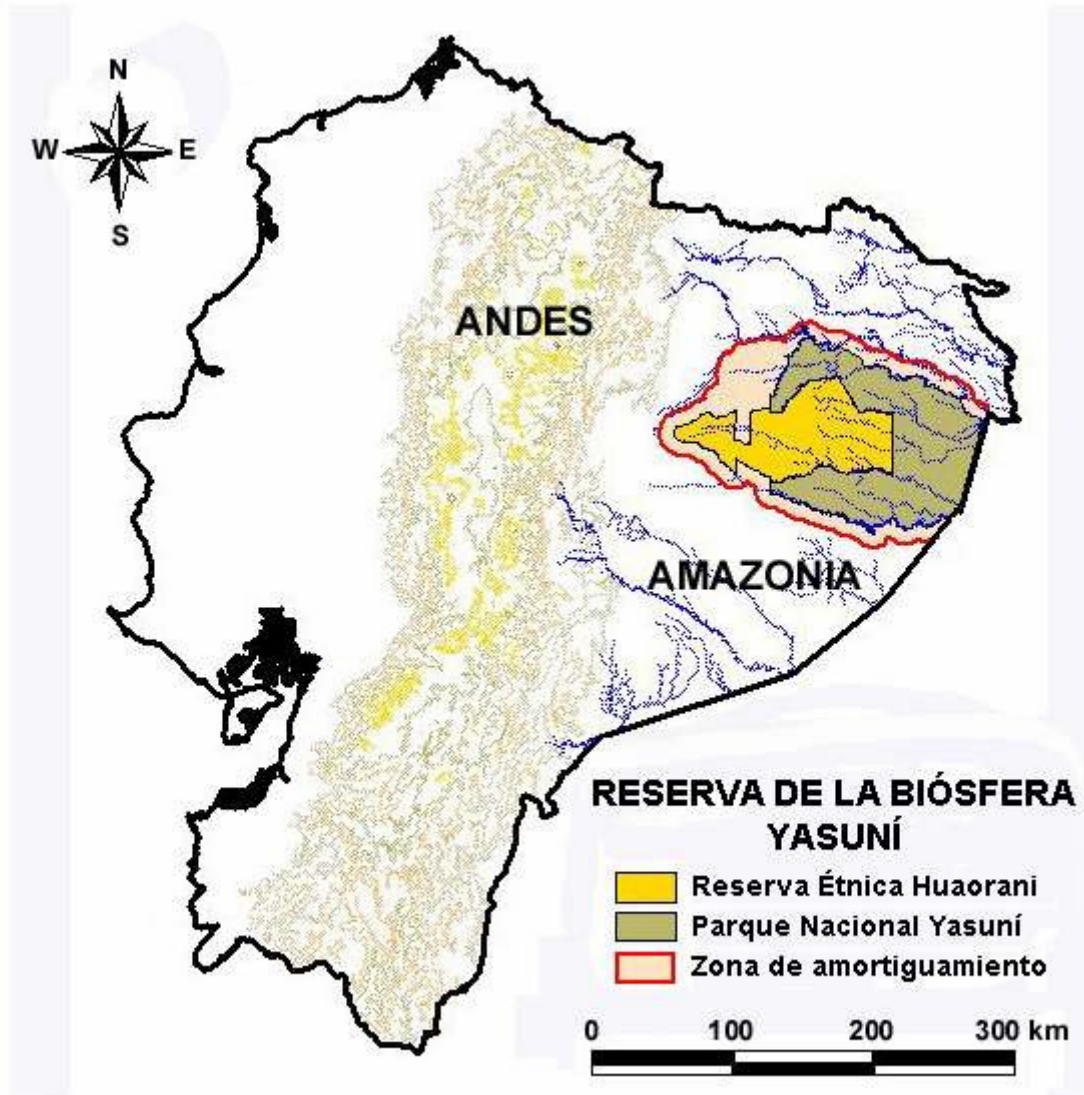 N
W E
S
ANDES
AMAZONIA
RESERVA DE LA BIÓSFERA
YASUNÍ
Reserva Étnica Huaorani
Parque Nacional Yasuní
Zona de amortiguamiento
0 100 200 300 km